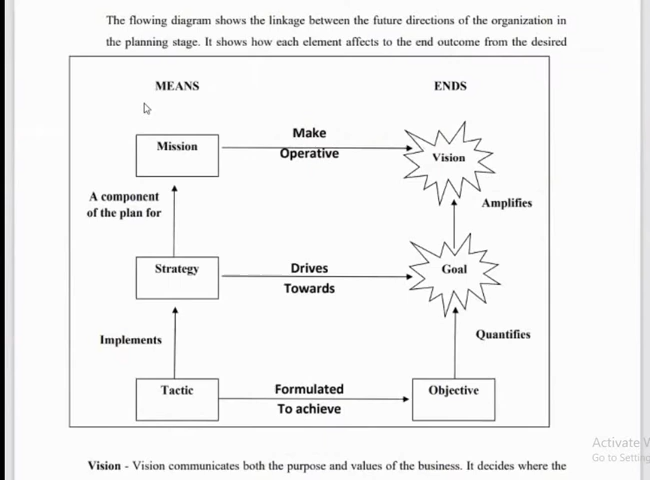 The flowing diagram shows the linkage between the future directions of the organization in
the planning stage. It shows how each element affects to the end outcome from the desired
MEANS
ENDS
Mission
Make
Operative
Vision
A component
of the plan for
Amplifies
Strategy
Drives
Towards
Goal
Implements
Quantifies
Tactic
Formulated
To achieve
Objective
Activate
Go to Setting
Vision - Vision communicates both the purpose and values of the business. It decides where the